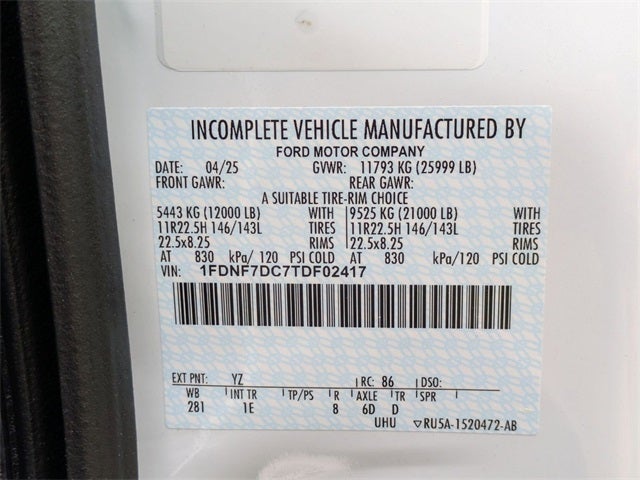 INCOMPLETE VEHICLE MANUFACTURED BY
FORD MOTOR COMPANY
DATE: 04/25 GVWR: 11793 KG (25999 LB)
FRONT GAWR: REAR GAWR:
A SUITABLE TIRE-RIM CHOICE
5443 KG (12000 LB) WITH 9525 KG (21000 LB) WITH
11R22.5H 146/143L TIRES 11R22.5H 146/143L TIRES
22.5x8.25 RIMS 22.5x8.25 RIMS
AT 830 kPa/ 120 PSI COLD AT 830 kPa/120 PSI COLD
VIN: 1FDNF7DC7TDF02417
EXT PNT: YZ RC: 86 DSO:
WB INT TR TP/PS R AXLE TR SPR
281 1E 8 6D D
UHU ▽RU5A-1520472-AB